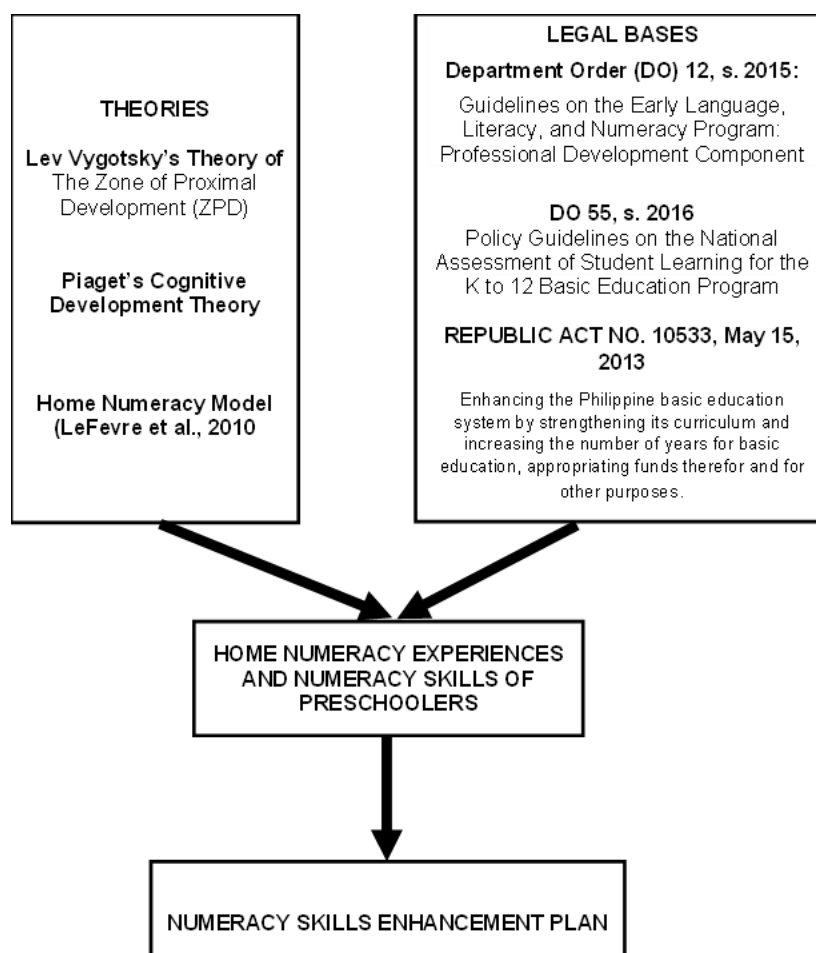 THEORIES
Lev Vygotsky's Theory of
The Zone of Proximal
Development (ZPD)
Piaget's Cognitive
Development Theory
Home Numeracy Model
(LeFevre et al., 2010
LEGAL BASES
Department Order (DO) 12, s. 2015:
Guidelines on the Early Language,
Literacy, and Numeracy Program:
Professional Development Component
DO 55, s. 2016
Policy Guidelines on the National
Assessment of Student Learning for the
K to 12 Basic Education Program
REPUBLIC ACT NO. 10533, May 15,
2013
Enhancing the Philippine basic education
system by strengthening its curriculum and
increasing the number of years for basic
education, appropriating funds therefor and for
other purposes.
HOME NUMERACY EXPERIENCES
AND NUMERACY SKILLS OF
PRESCHOOLERS
NUMERACY SKILLS ENHANCEMENT PLAN